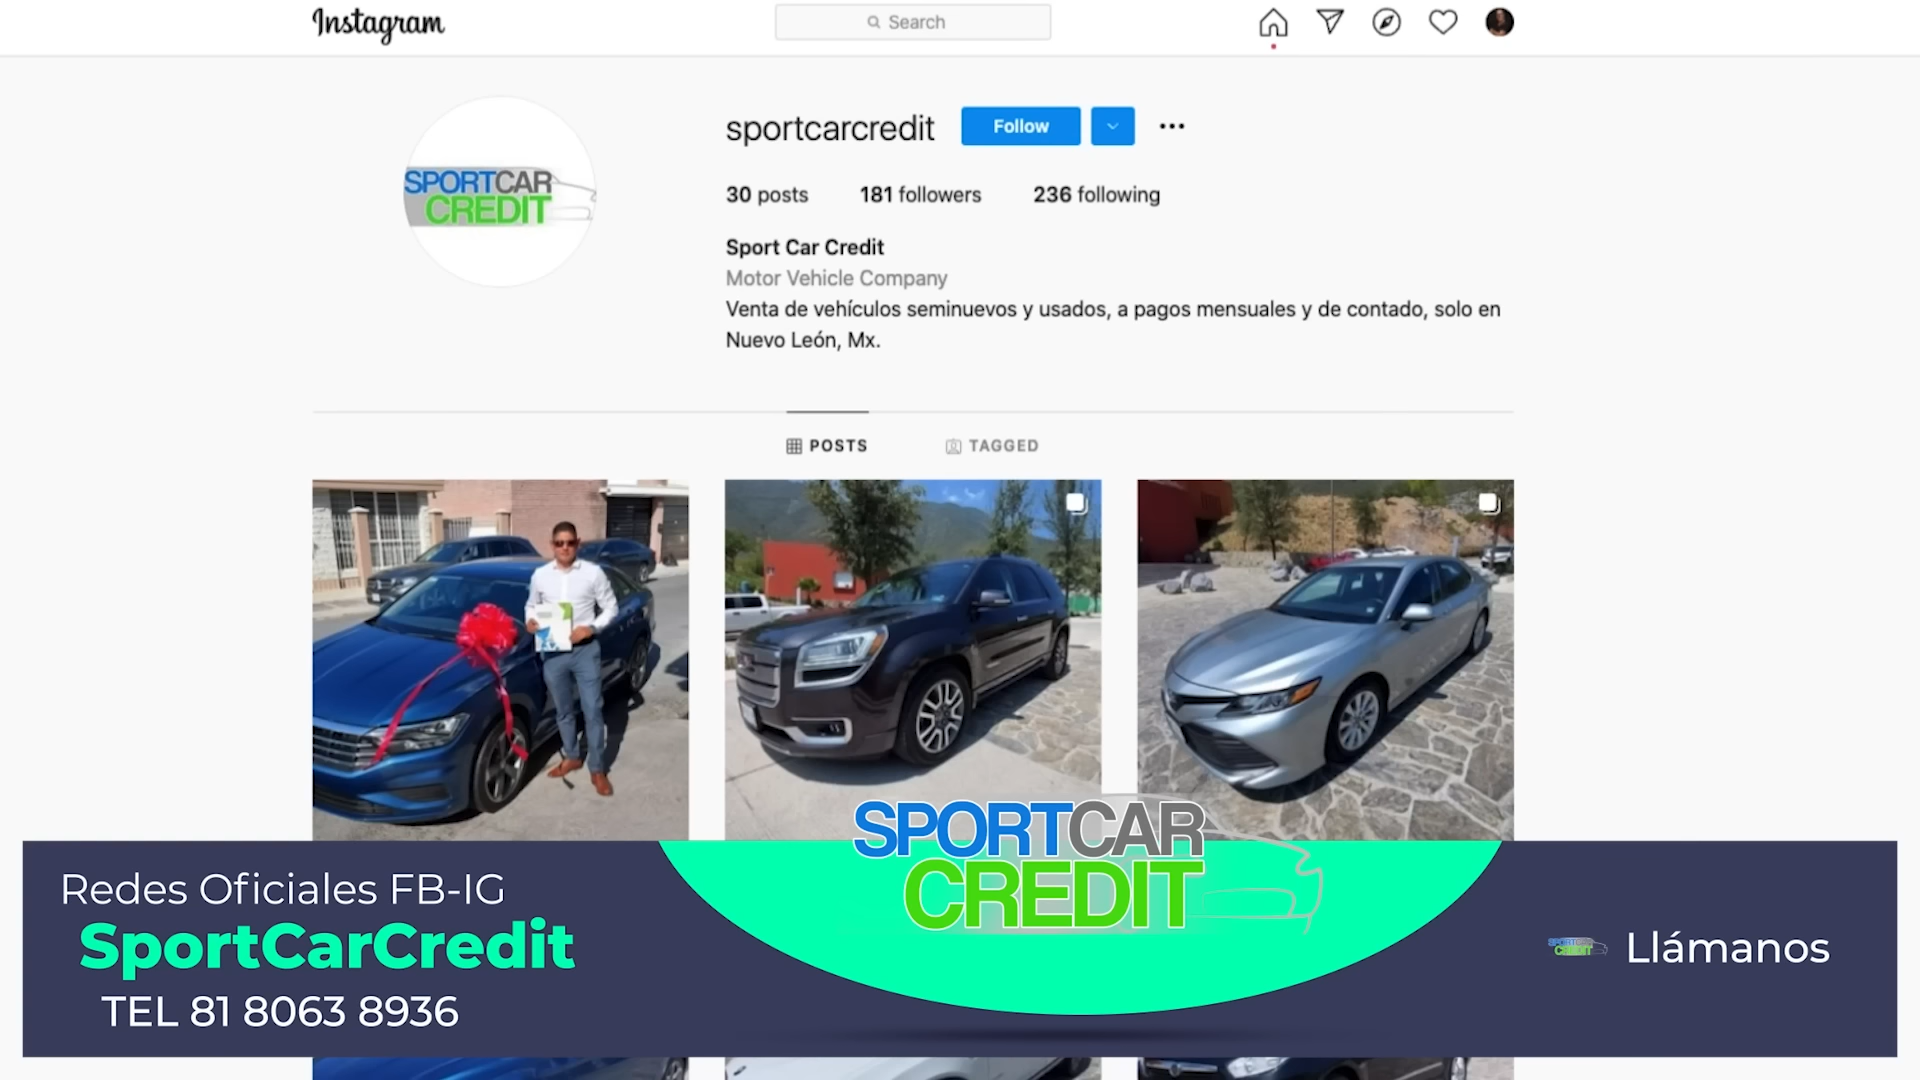 Instagram
Search
sportcarcredit
Follow
30 posts 181 followers 236 following
Sport Car Credit
Motor Vehicle Company
Venta de vehículos seminuevos y usados, a pagos mensuales y de contado, solo en
Nuevo León, Mx.
SPORTCAR
CREDIT
POSTS TAGGED
SPORTCAR
CREDIT
Redes Oficiales FB-IG
SportCarCredit
TEL 81 8063 8936
SPORTCAR
CREDIT
Llámanos